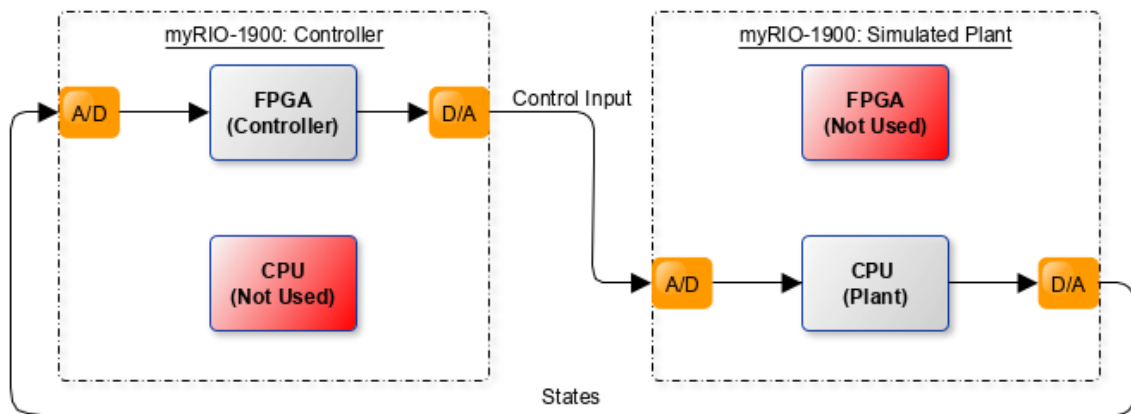 myRIO-1900: Controller
A/D
FPGA
(Controller)
D/A
CPU
(Not Used)
Control Input
myRIO-1900: Simulated Plant
FPGA
(Not Used)
A/D
CPU
(Plant)
D/A
States